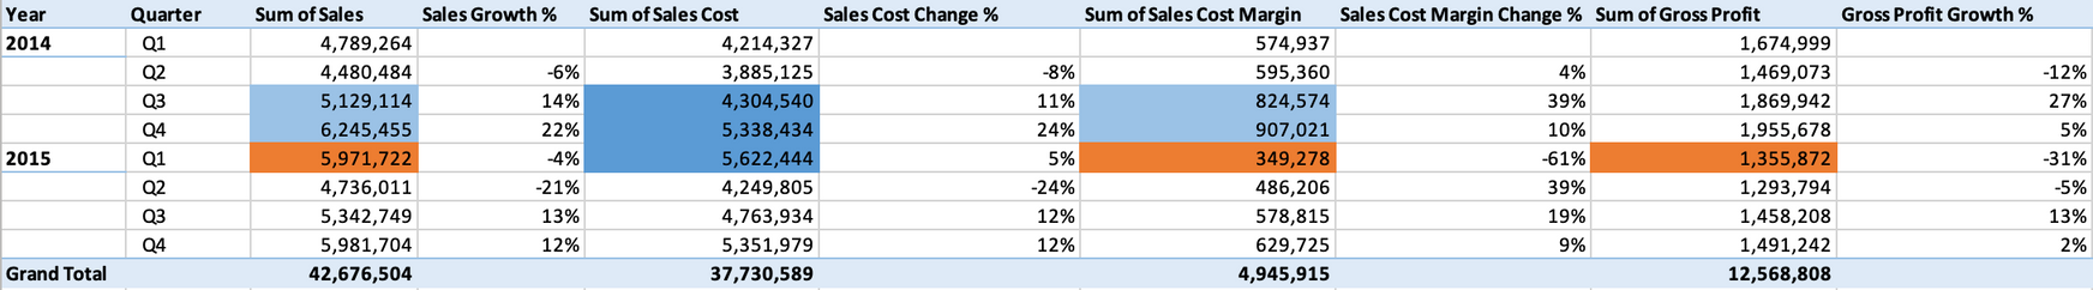 Year Quarter Sum of Sales Sales Growth % Sum of Sales Cost Sales Cost Change % Sum of Sales Cost Margin Sales Cost Margin Change % Sum of Gross Profit Gross Profit Growth %
2014 Q1 4,789,264 4,214,327 574,937 1,674,999
Q2 4,480,484 -6% 3,885,125 -8% 595,360 4% 1,469,073 -12%
Q3 5,129,114 14% 4,304,540 11% 824,574 39% 1,869,942 27%
Q4 6,245,455 22% 5,338,434 24% 907,021 10% 1,955,678 5%
2015 Q1 5,971,722 -4% 5,622,444 5% 349,278 -61% 1,355,872 -31%
Q2 4,736,011 -21% 4,249,805 -24% 486,206 39% 1,293,794 -5%
Q3 5,342,749 13% 4,763,934 12% 578,815 19% 1,458,208 13%
Q4 5,981,704 12% 5,351,979 12% 629,725 9% 1,491,242 2%
Grand Total 42,676,504 37,730,589 4,945,915 12,568,808